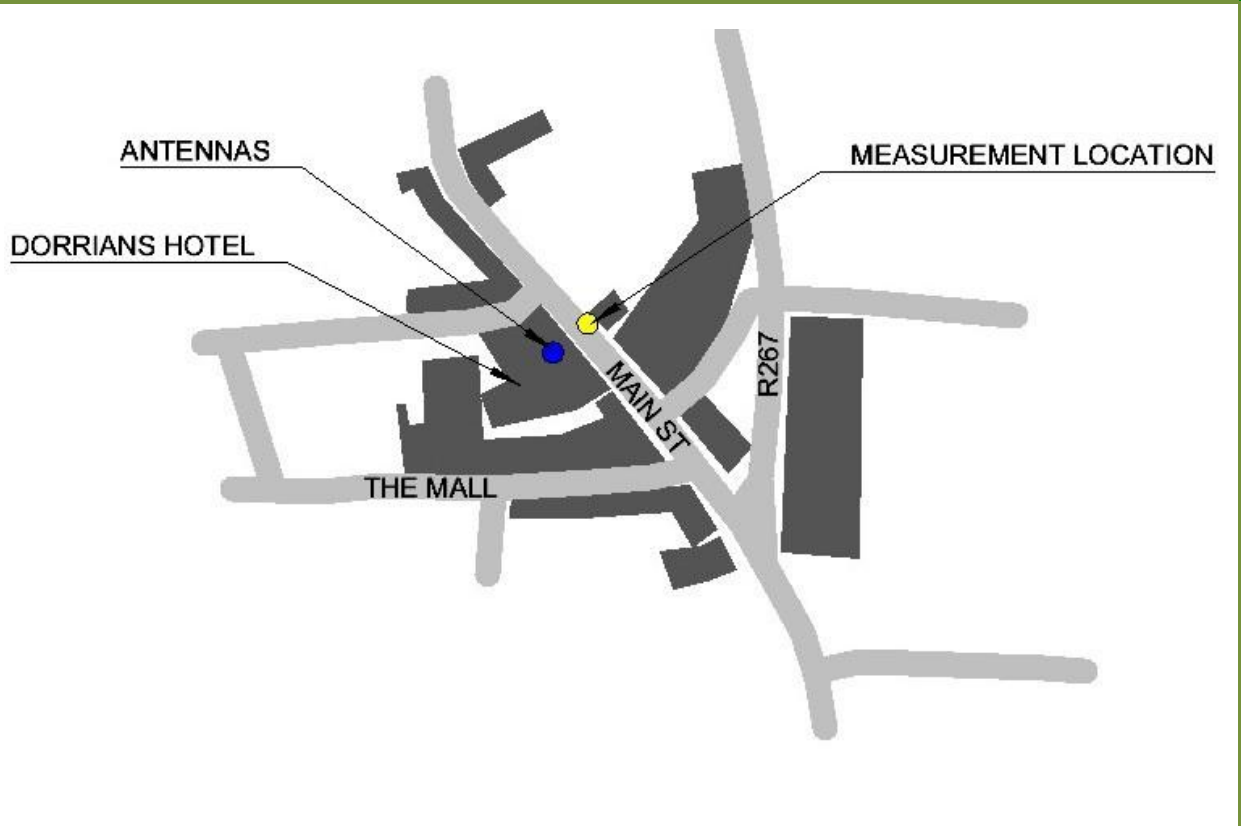 ANTENNAS
MEASUREMENT LOCATION
DORRIANS HOTEL
MAIN ST
R267
THE MALL